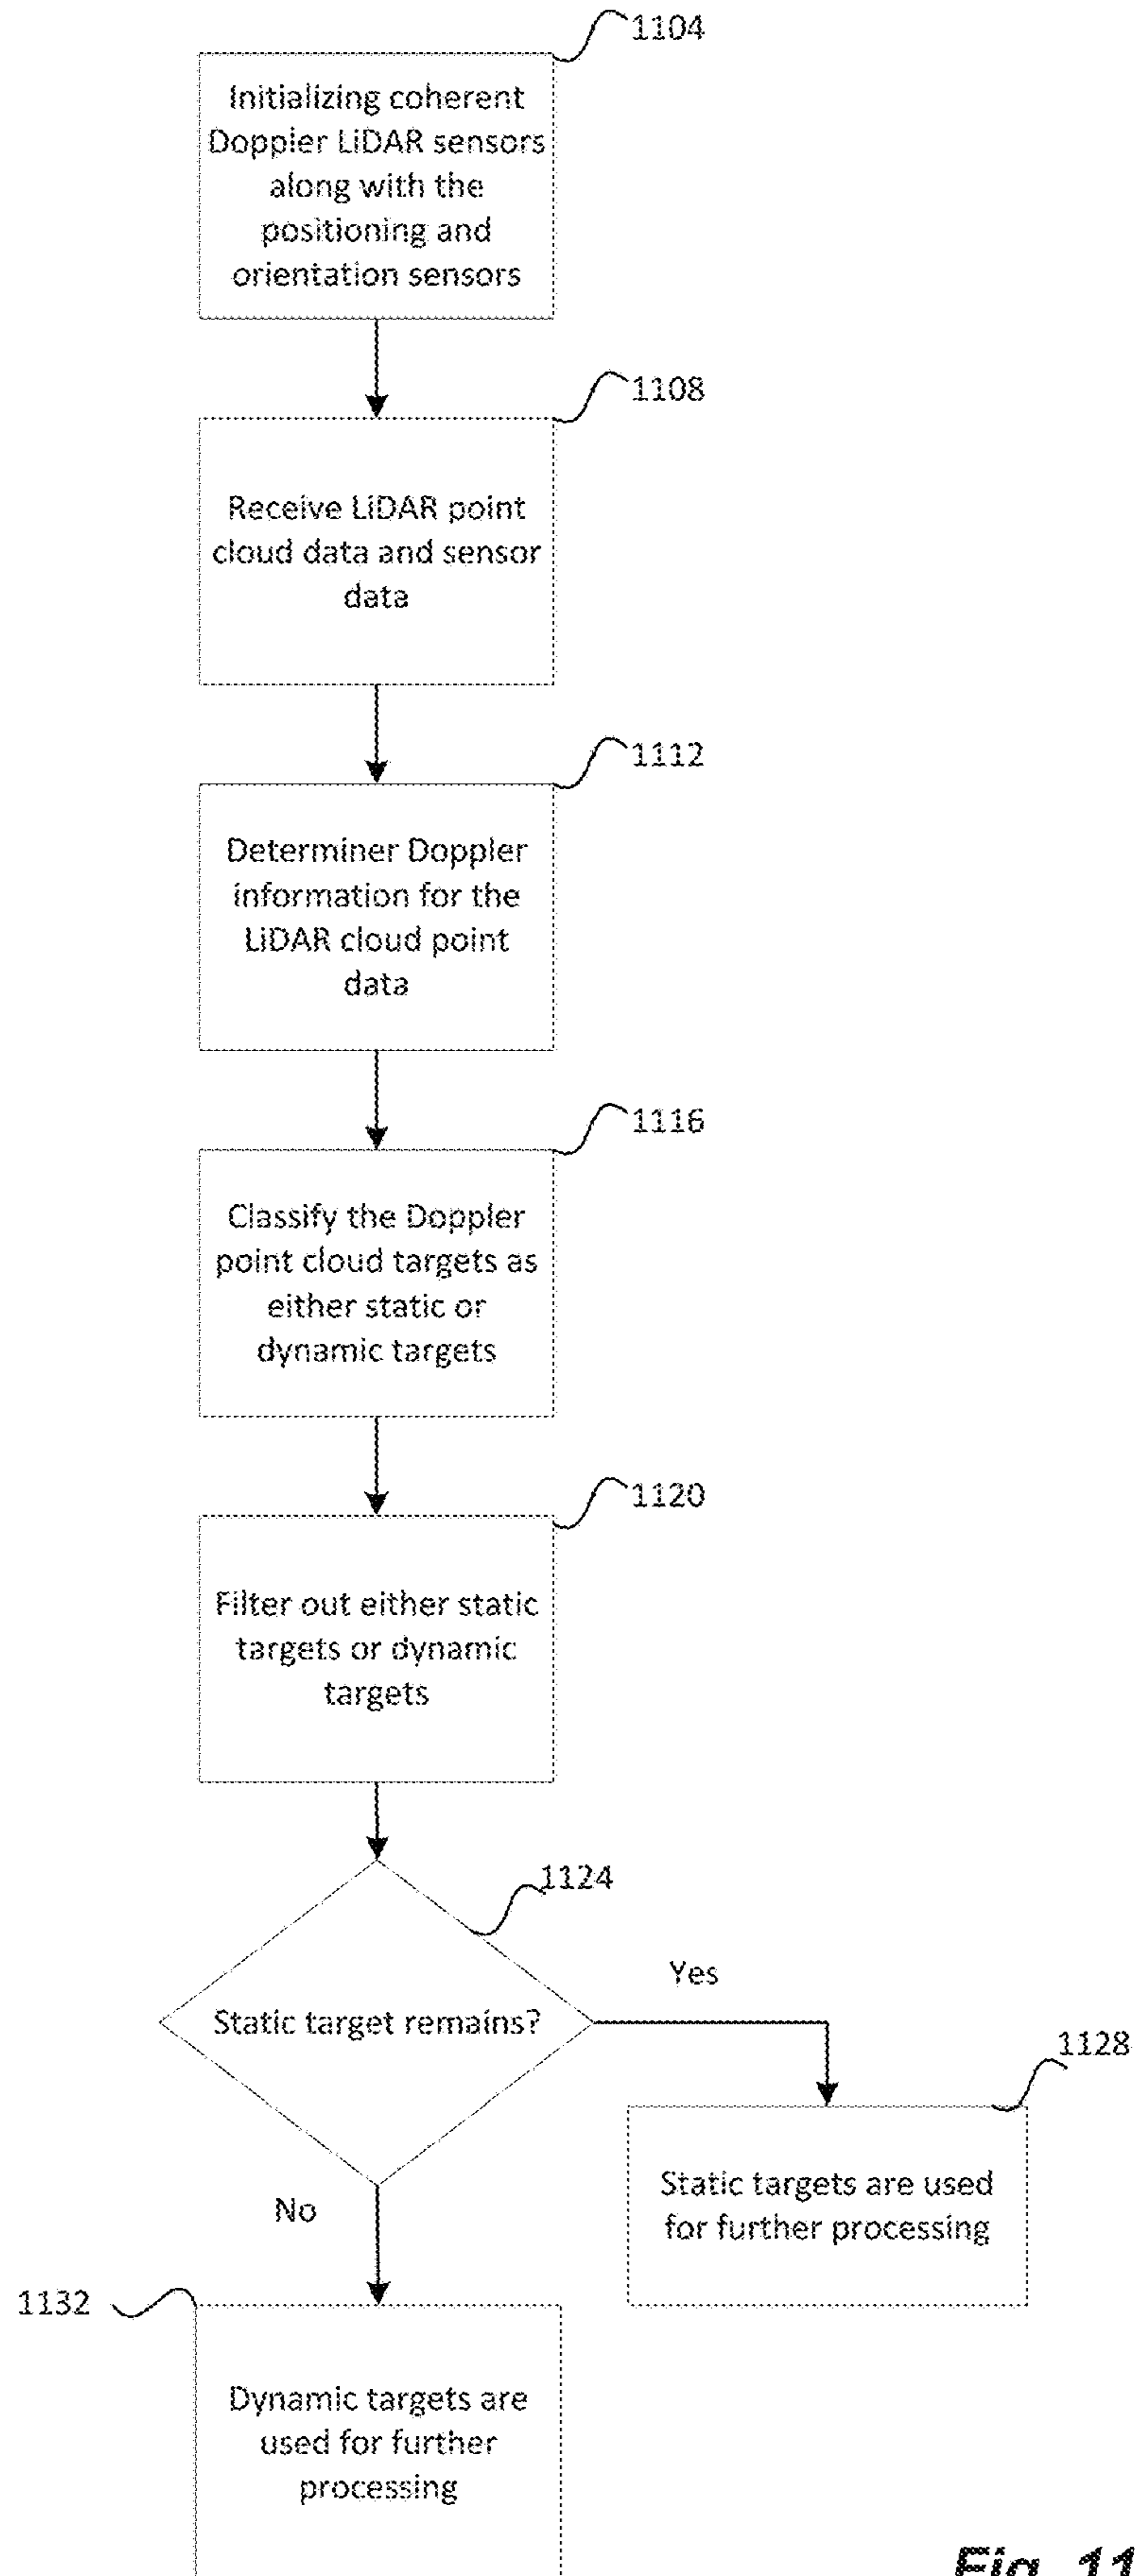 1104
Initializing coherent
Doppler LiDAR sensors
along with the
positioning and
orientation sensors
1108
Receive LiDAR point
cloud data and sensor
data
1112
Determiner Doppler
information for the
LiDAR cloud point
data
1116
Classify the Doppler
point cloud targets as
either static or
dynamic targets
1120
Filter out either static
targets or dynamic
targets
1124
Static target remains?
Yes
1128
Static targets are used
for further processing
No
1132
Dynamic targets are
used for further
processing
Fig. 11